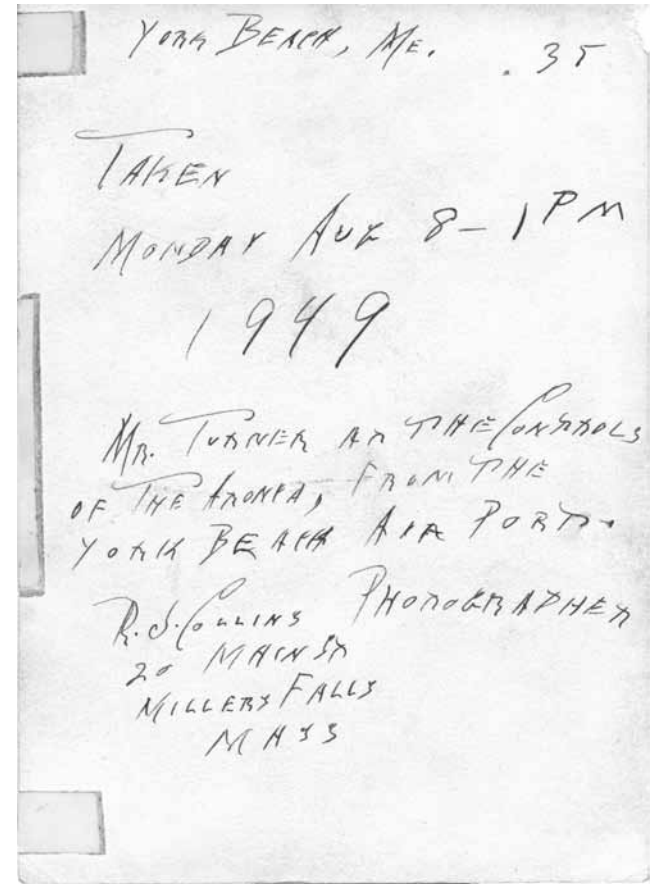 YORK BEACH, ME. .35
TAKEN
MONDAY AUG 8 - 1 PM
1949
MR. TURNER AT THE CONTROLS
OF THE ARONCA, FROM THE
YORK BEACH AIR PORT.
R.S. COLLINS PHOTOGRAPHER
20 MAIN ST
MILLERS FALLS
MASS